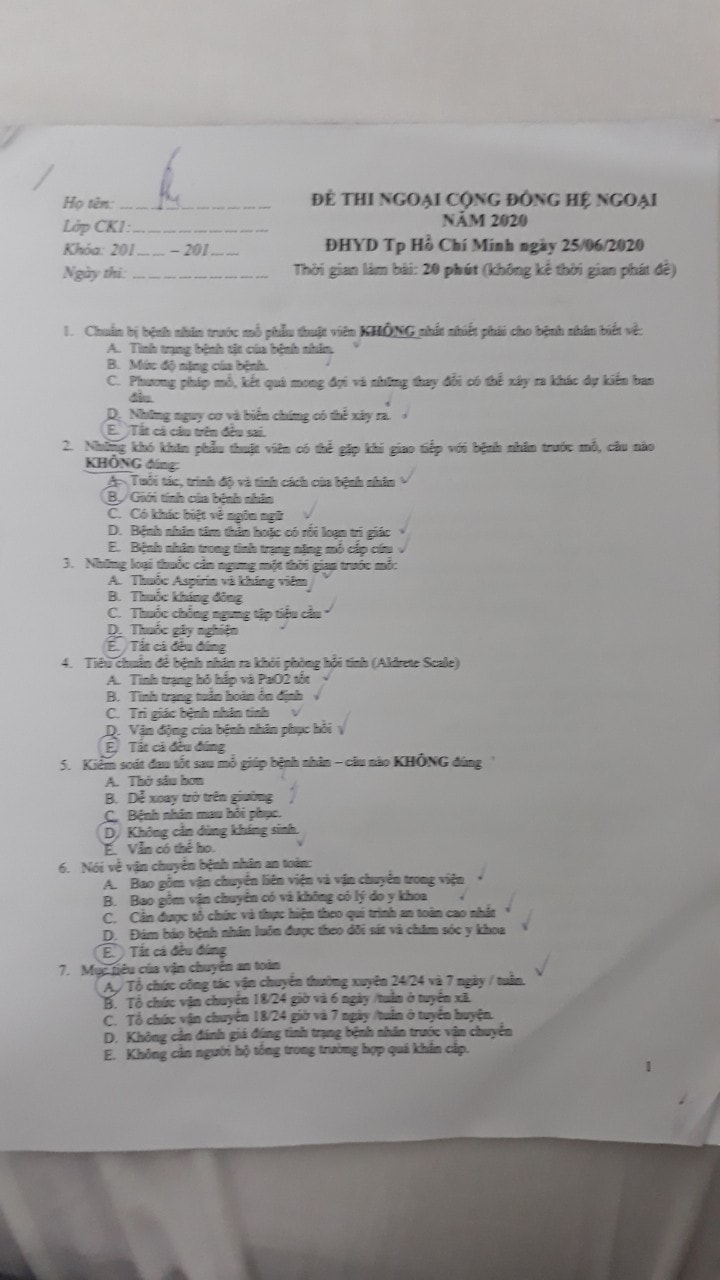 Họ tên: ........................
Lớp CK1: ........................
Khóa: 201...... – 201......
Ngày thi: ........................
ĐỀ THI NGOẠI CỘNG ĐỒNG HỆ NGOẠI
NĂM 2020
ĐHYD Tp Hồ Chí Minh ngày 25/06/2020
Thời gian làm bài: 20 phút (không kể thời gian phát đề)
1. Chuẩn bị bệnh nhân trước mổ phẫu thuật viên KHÔNG nhất nhiết phải cho bệnh nhân biết về:
A. Tình trạng bệnh tật của bệnh nhân.
B. Mức độ nặng của bệnh.
C. Phương pháp mổ, kết quả mong đợi và những thay đổi có thể xảy ra khác dự kiến ban
đầu.
D. Những nguy cơ và biến chứng có thể xảy ra.
E. Tất cả câu trên đều sai.
2. Những khó khăn phẫu thuật viên có thể gặp khi giao tiếp với bệnh nhân trước mổ, câu nào
KHÔNG đúng:
A. Tuổi tác, trình độ và tính cách của bệnh nhân
B. Giới tính của bệnh nhân
C. Có khác biệt về ngôn ngữ
D. Bệnh nhân tâm thần hoặc có rối loạn tri giác
E. Bệnh nhân trong tình trạng nặng mổ cấp cứu
3. Những loại thuốc cần ngưng một thời gian trước mổ:
A. Thuốc Aspirin và kháng viêm
B. Thuốc kháng đông
C. Thuốc chống ngưng tập tiểu cầu
D. Thuốc gây nghiện
E. Tất cả đều đúng
4. Tiêu chuẩn để bệnh nhân ra khỏi phòng hồi tỉnh (Aldrete Scale)
A. Tình trạng hô hấp và PaO2 tốt
B. Tình trạng tuần hoàn ổn định
C. Tri giác bệnh nhân tỉnh
D. Vận động của bệnh nhân phục hồi
E. Tất cả đều đúng
5. Kiểm soát đau tốt sau mổ giúp bệnh nhân – câu nào KHÔNG đúng
A. Thở sâu hơn
B. Dễ xoay trở trên giường
C. Bệnh nhân mau hồi phục.
D. Không cần dùng kháng sinh.
E. Vẫn có thể ho.
6. Nói về vận chuyển bệnh nhân an toàn:
A. Bao gồm vận chuyển liên viện và vận chuyển trong viện
B. Bao gồm vận chuyển có và không có lý do y khoa
C. Cần được tổ chức và thực hiện theo qui trình an toàn cao nhất
D. Đảm bảo bệnh nhân luôn được theo dõi sát và chăm sóc y khoa
E. Tất cả đều đúng
7. Mục tiêu của vận chuyển an toàn
A. Tổ chức công tác vận chuyển thường xuyên 24/24 và 7 ngày / tuần.
B. Tổ chức vận chuyển 18/24 giờ và 6 ngày /tuần ở tuyến xã.
C. Tổ chức vận chuyển 18/24 giờ và 7 ngày /tuần ở tuyến huyện.
D. Không cần đánh giá đúng tình trạng bệnh nhân trước vận chuyển
E. Không cần người hộ tống trong trường hợp quá khẩn cấp.
1